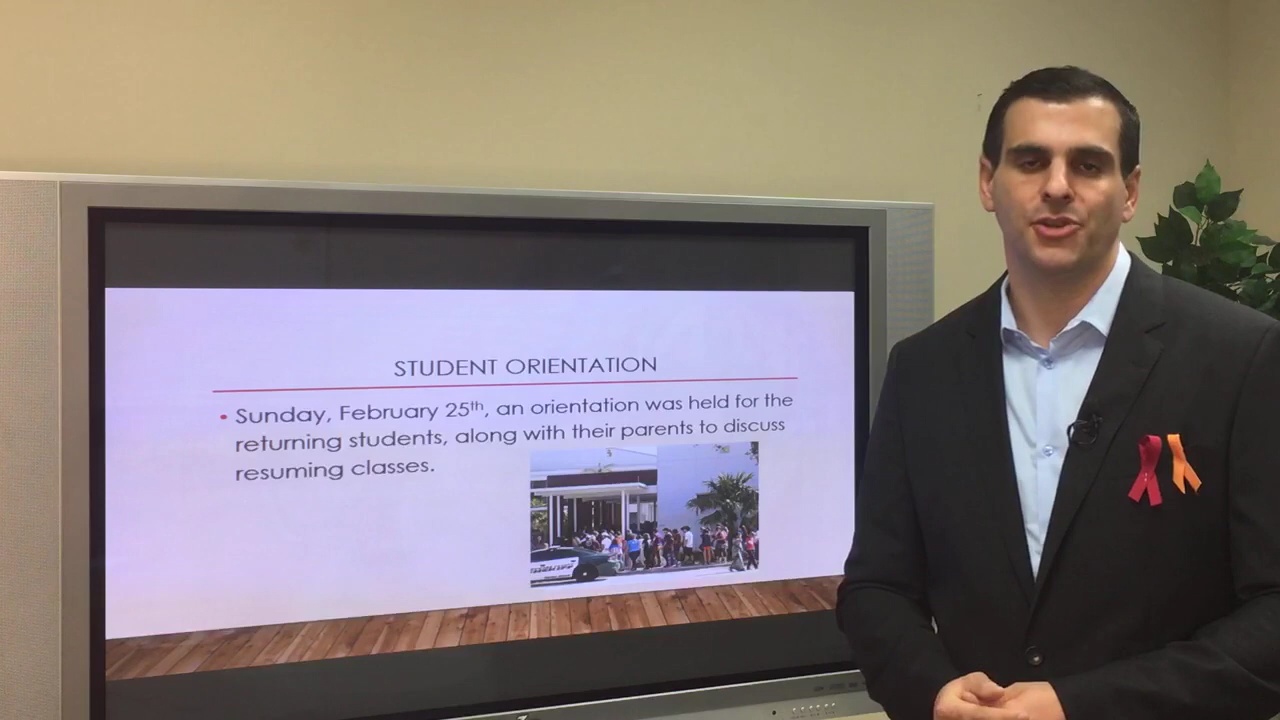 STUDENT ORIENTATION
• Sunday, February 25th, an orientation was held for the
returning students, along with their parents to discuss
resuming classes.